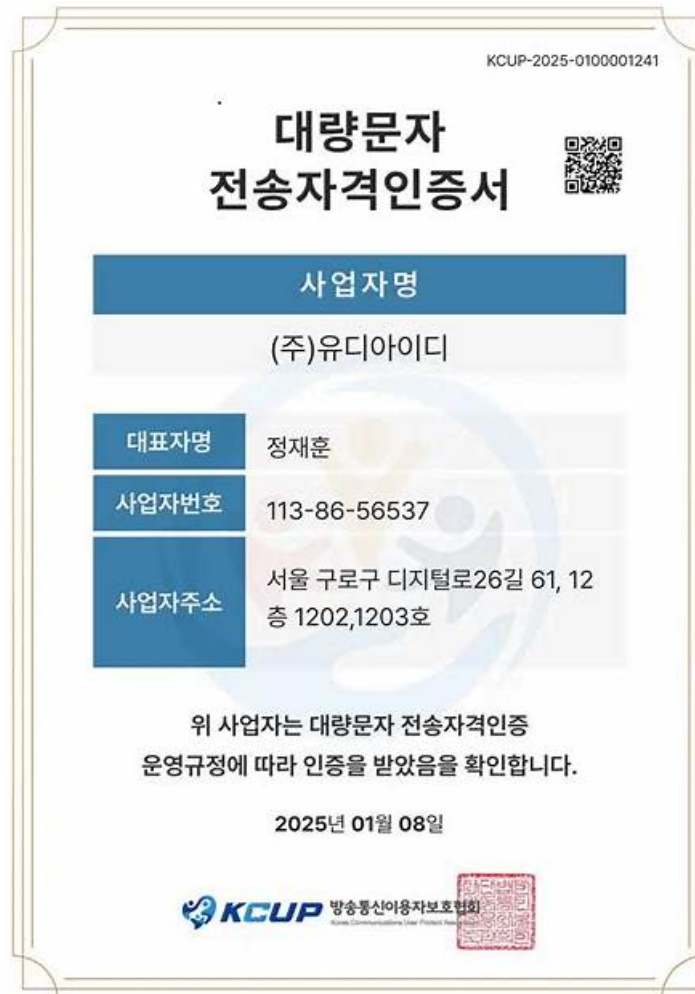 KCUP-2025-0100001241
대량문자
전송자격인증서
사업자명
(주)유디아이디
대표자명 정재훈
사업자번호 113-86-56537
사업자주소 서울 구로구 디지털로26길 61, 12
층 1202,1203호
위 사업자는 대량문자 전송자격인증
운영규정에 따라 인증을 받았음을 확인합니다.
2025년 01월 08일
KCUP 방송통신이용자보호협회
Korea Communications User Protect